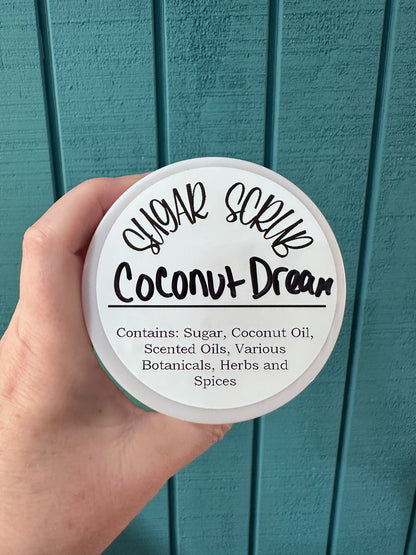 SUGAR SCRUB
Coconut Dream
Contains: Sugar, Coconut Oil,
Scented Oils, Various
Botanicals, Herbs and
Spices